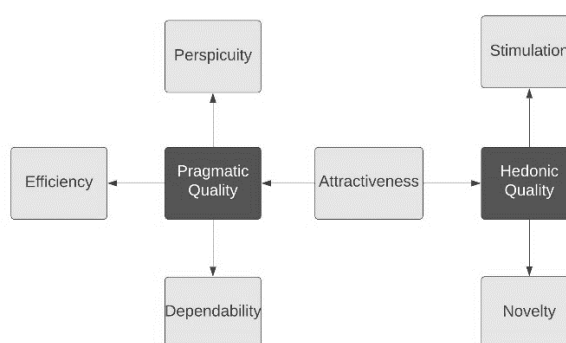 Perspicuity
Stimulation
Efficiency
Pragmatic
Quality
Attractiveness
Hedonic
Quality
Dependability
Novelty